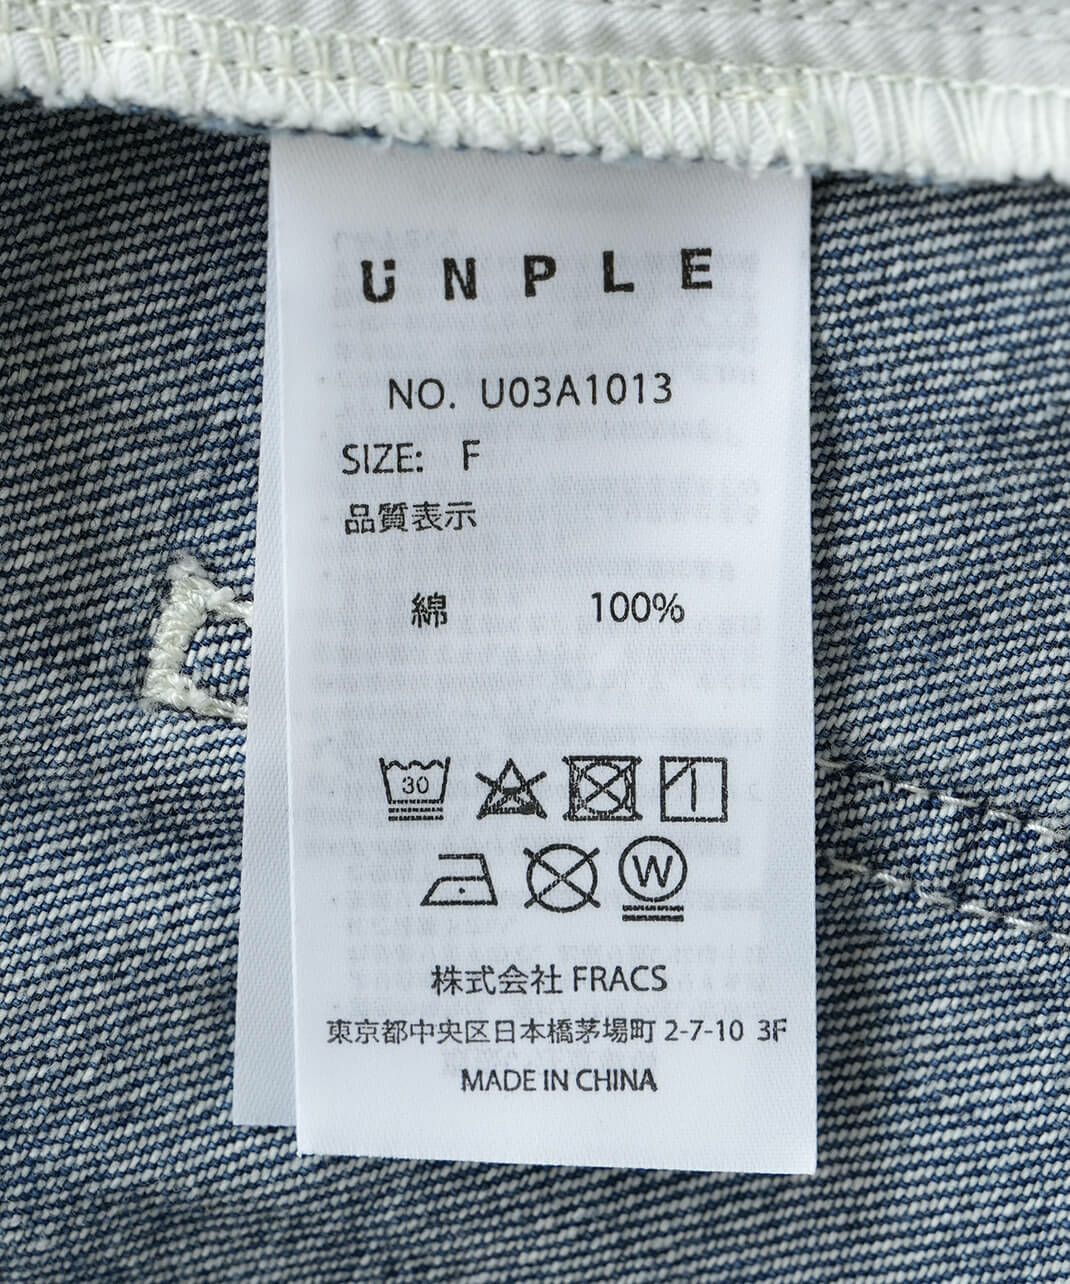 UNPLE
NO. U03A1013
SIZE: F
品質表示
綿 100%
30
W
株式会社 FRACS
東京都中央区日本橋茅場町 2-7-10 3F
MADE IN CHINA